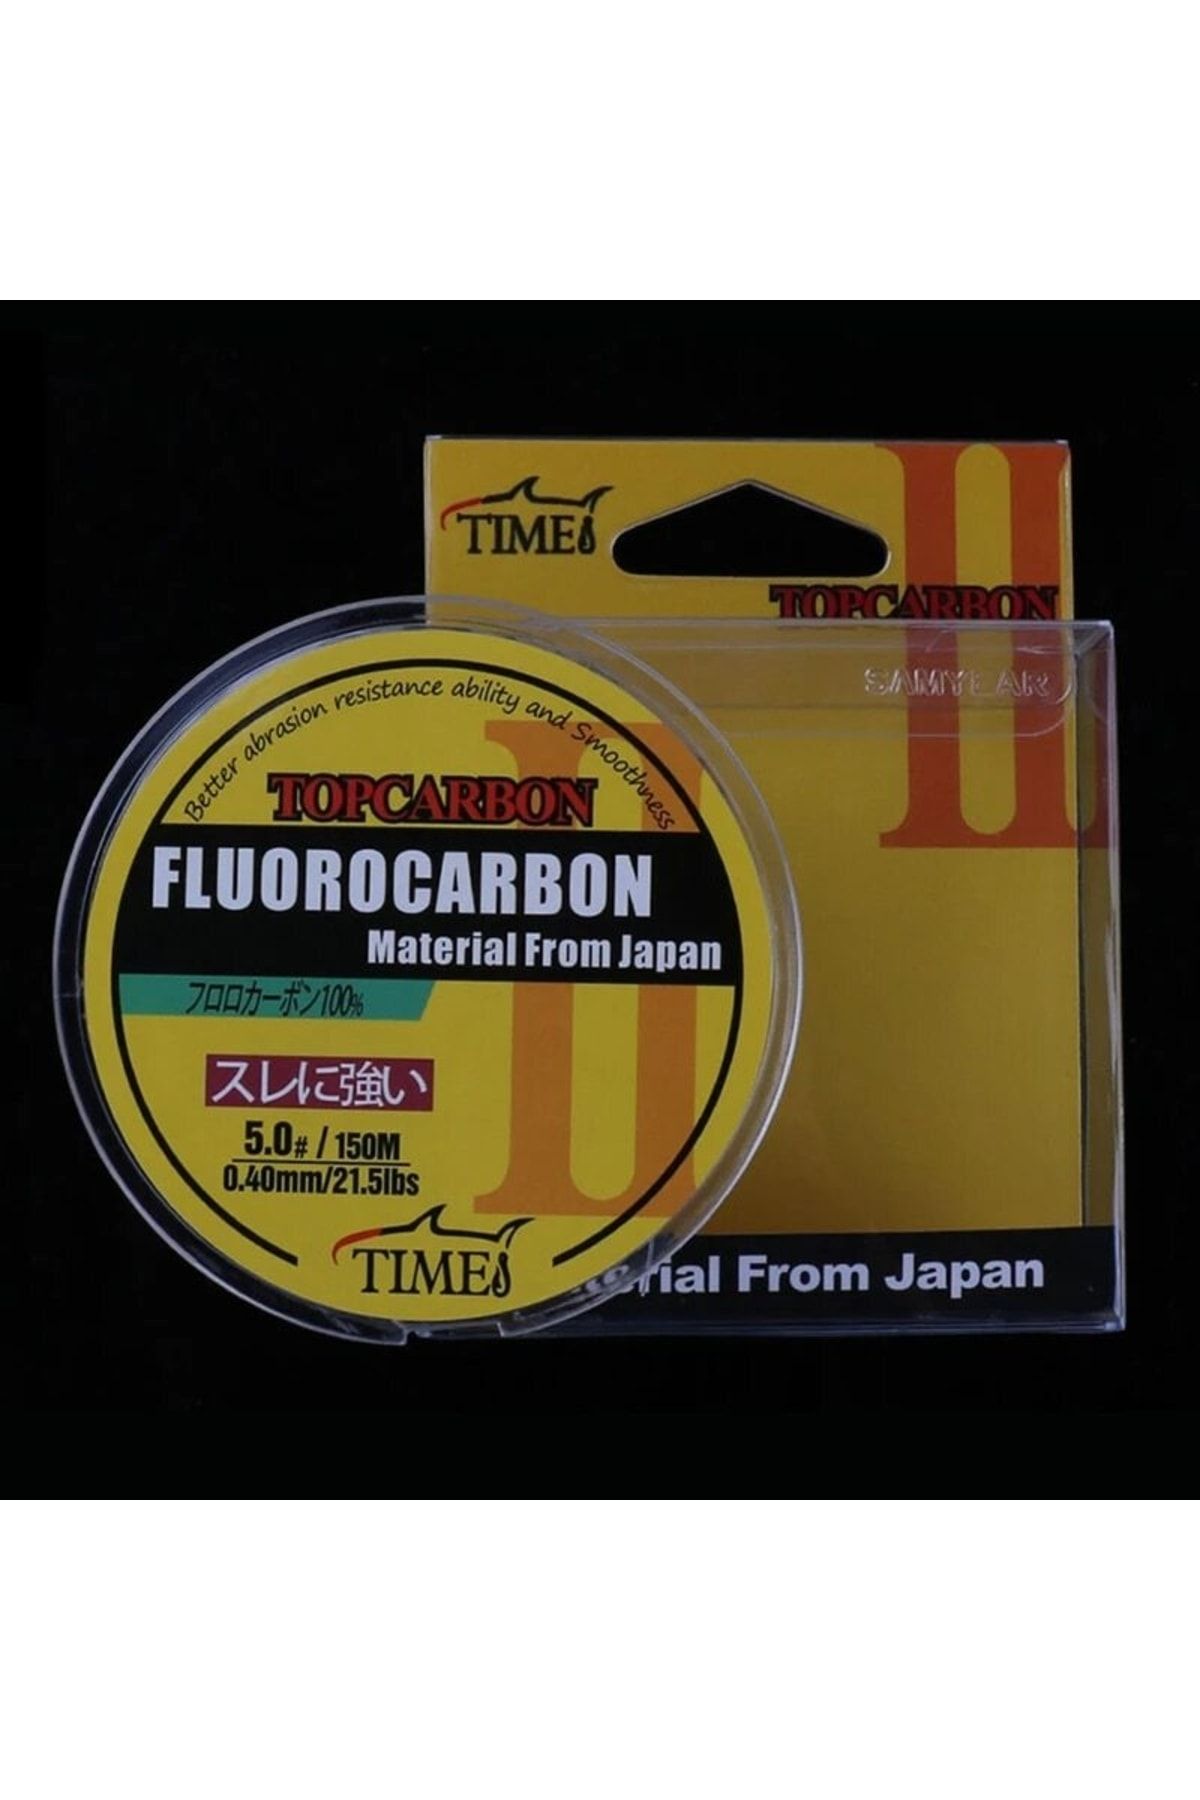 TIMES
TOPCARBON
SAMYEAR
Better abrasion resistance ability and Smoothness
TOPCARBON
FLUOROCARBON
Material From Japan
フロロカーボン100%
スレに強い
5.0# / 150M
0.40mm/21.5lbs
TIMES
From Japan